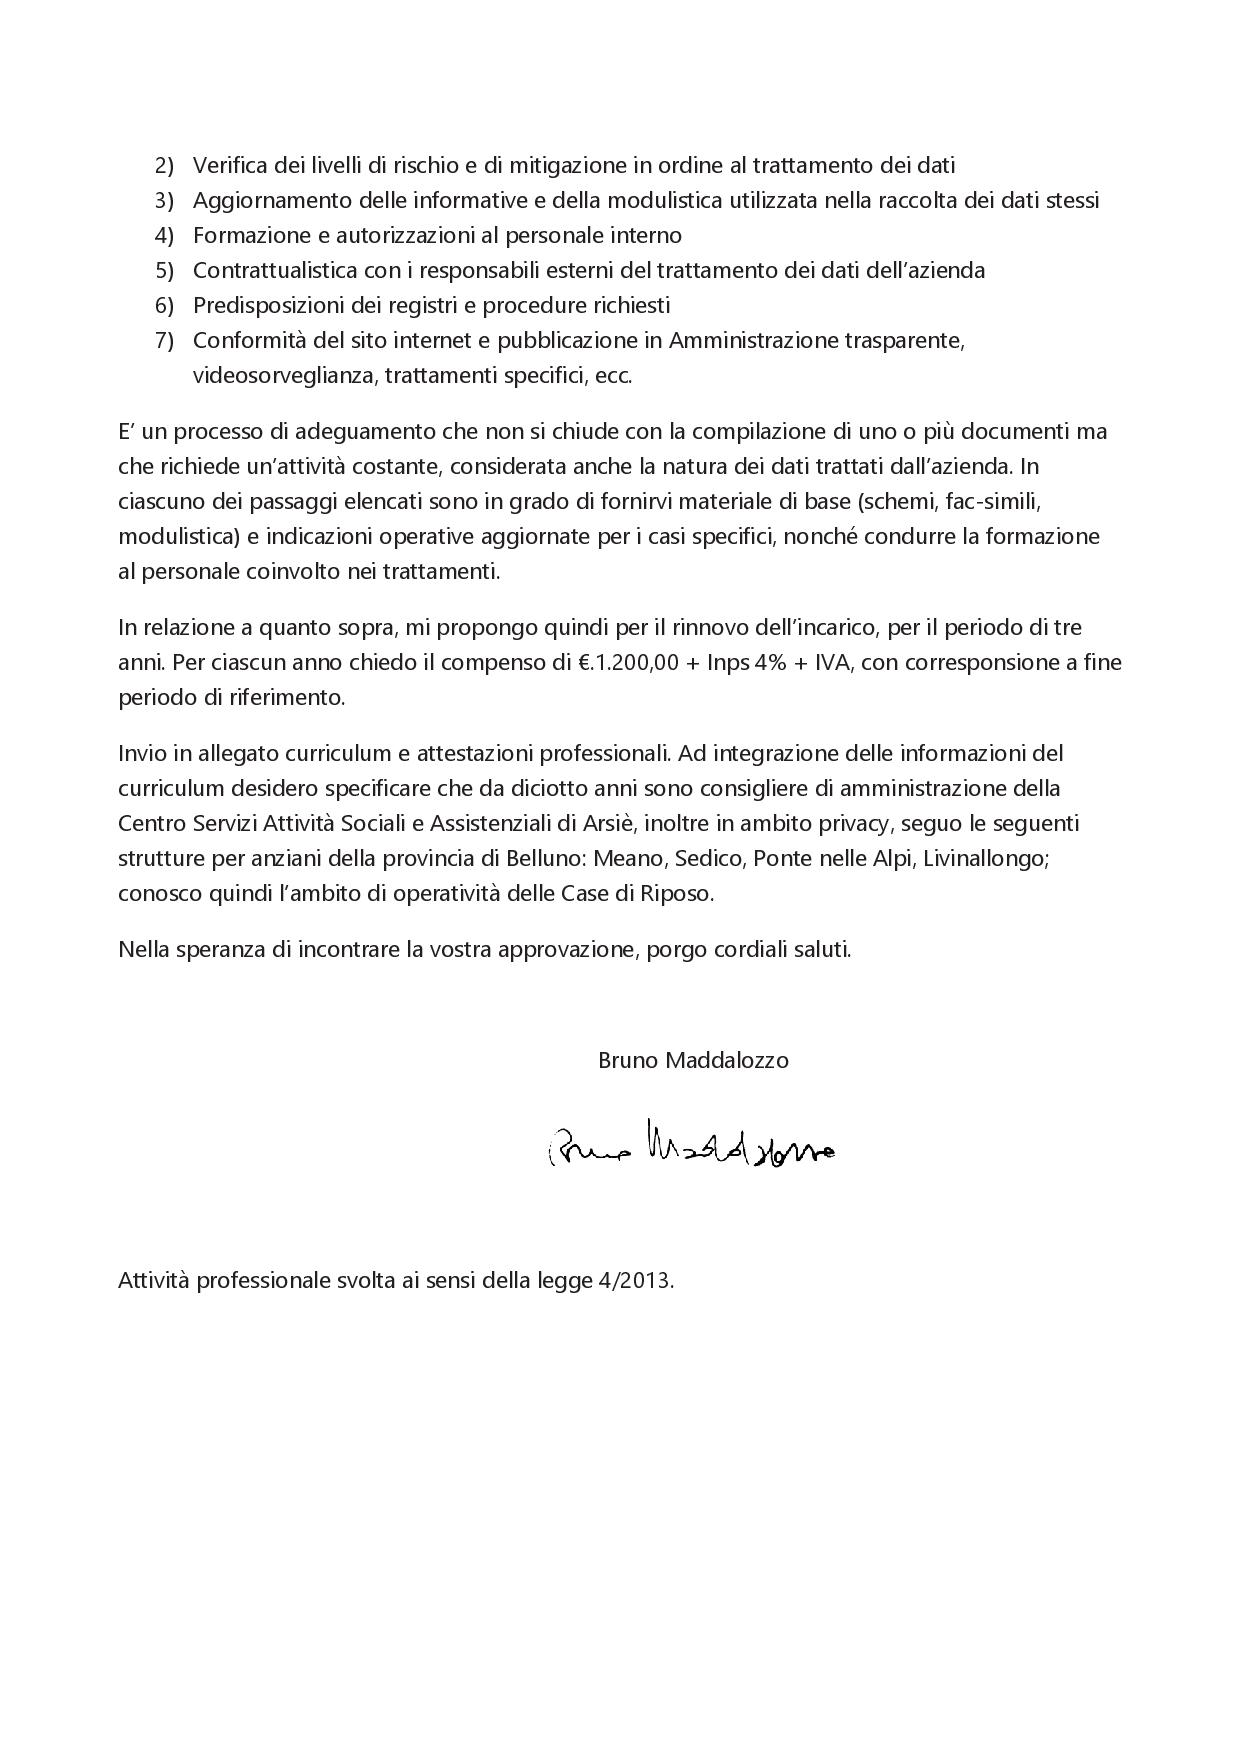 2) Verifica dei livelli di rischio e di mitigazione in ordine al trattamento dei dati
3) Aggiornamento delle informative e della modulistica utilizzata nella raccolta dei dati stessi
4) Formazione e autorizzazioni al personale interno
5) Contrattualistica con i responsabili esterni del trattamento dei dati dell’azienda
6) Predisposizioni dei registri e procedure richiesti
7) Conformità del sito internet e pubblicazione in Amministrazione trasparente,
videosorveglianza, trattamenti specifici, ecc.
E’ un processo di adeguamento che non si chiude con la compilazione di uno o più documenti ma
che richiede un’attività costante, considerata anche la natura dei dati trattati dall’azienda. In
ciascuno dei passaggi elencati sono in grado di fornirvi materiale di base (schemi, fac-simili,
modulistica) e indicazioni operative aggiornate per i casi specifici, nonché condurre la formazione
al personale coinvolto nei trattamenti.
In relazione a quanto sopra, mi propongo quindi per il rinnovo dell’incarico, per il periodo di tre
anni. Per ciascun anno chiedo il compenso di €.1.200,00 + Inps 4% + IVA, con corresponsione a fine
periodo di riferimento.
Invio in allegato curriculum e attestazioni professionali. Ad integrazione delle informazioni del
curriculum desidero specificare che da diciotto anni sono consigliere di amministrazione della
Centro Servizi Attività Sociali e Assistenziali di Arsiè, inoltre in ambito privacy, seguo le seguenti
strutture per anziani della provincia di Belluno: Meano, Sedico, Ponte nelle Alpi, Livinallongo;
conosco quindi l’ambito di operatività delle Case di Riposo.
Nella speranza di incontrare la vostra approvazione, porgo cordiali saluti.
Bruno Maddalozzo
Bruno Maddalozzo
Attività professionale svolta ai sensi della legge 4/2013.